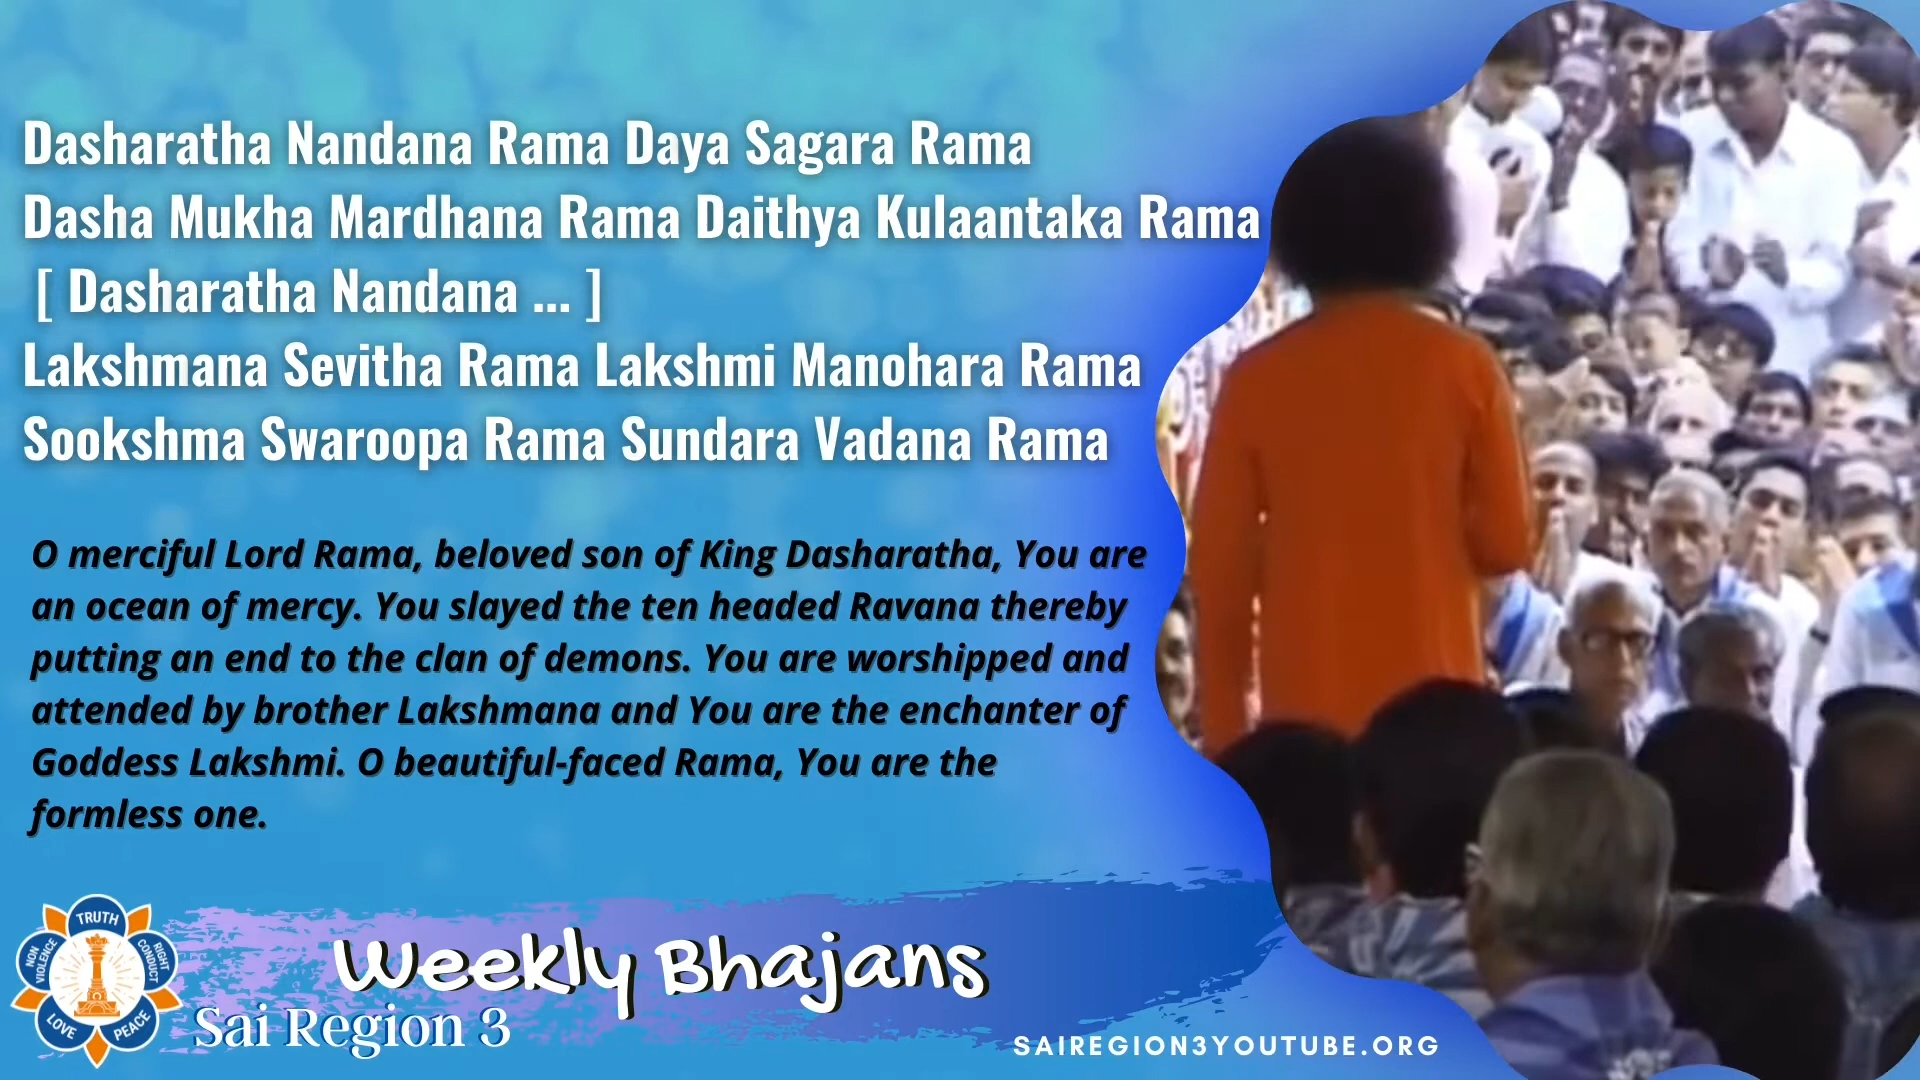 Dasharatha Nandana Rama Daya Sagara Rama
Dasha Mukha Mardhana Rama Daithya Kulaantaka Rama
[ Dasharatha Nandana ... ]
Lakshmana Sevitha Rama Lakshmi Manohara Rama
Sookshma Swaroopa Rama Sundara Vadana Rama
O merciful Lord Rama, beloved son of King Dasharatha, You are
an ocean of mercy. You slayed the ten headed Ravana thereby
putting an end to the clan of demons. You are worshipped and
attended by brother Lakshmana and You are the enchanter of
Goddess Lakshmi. O beautiful-faced Rama, You are the
formless one.
TRUTH
NON
VIOLENCE
RIGHT
CONDUCT
LOVE
PEACE
Weekly Bhajans
Sai Region 3
SAIREGION3YOUTUBE.ORG